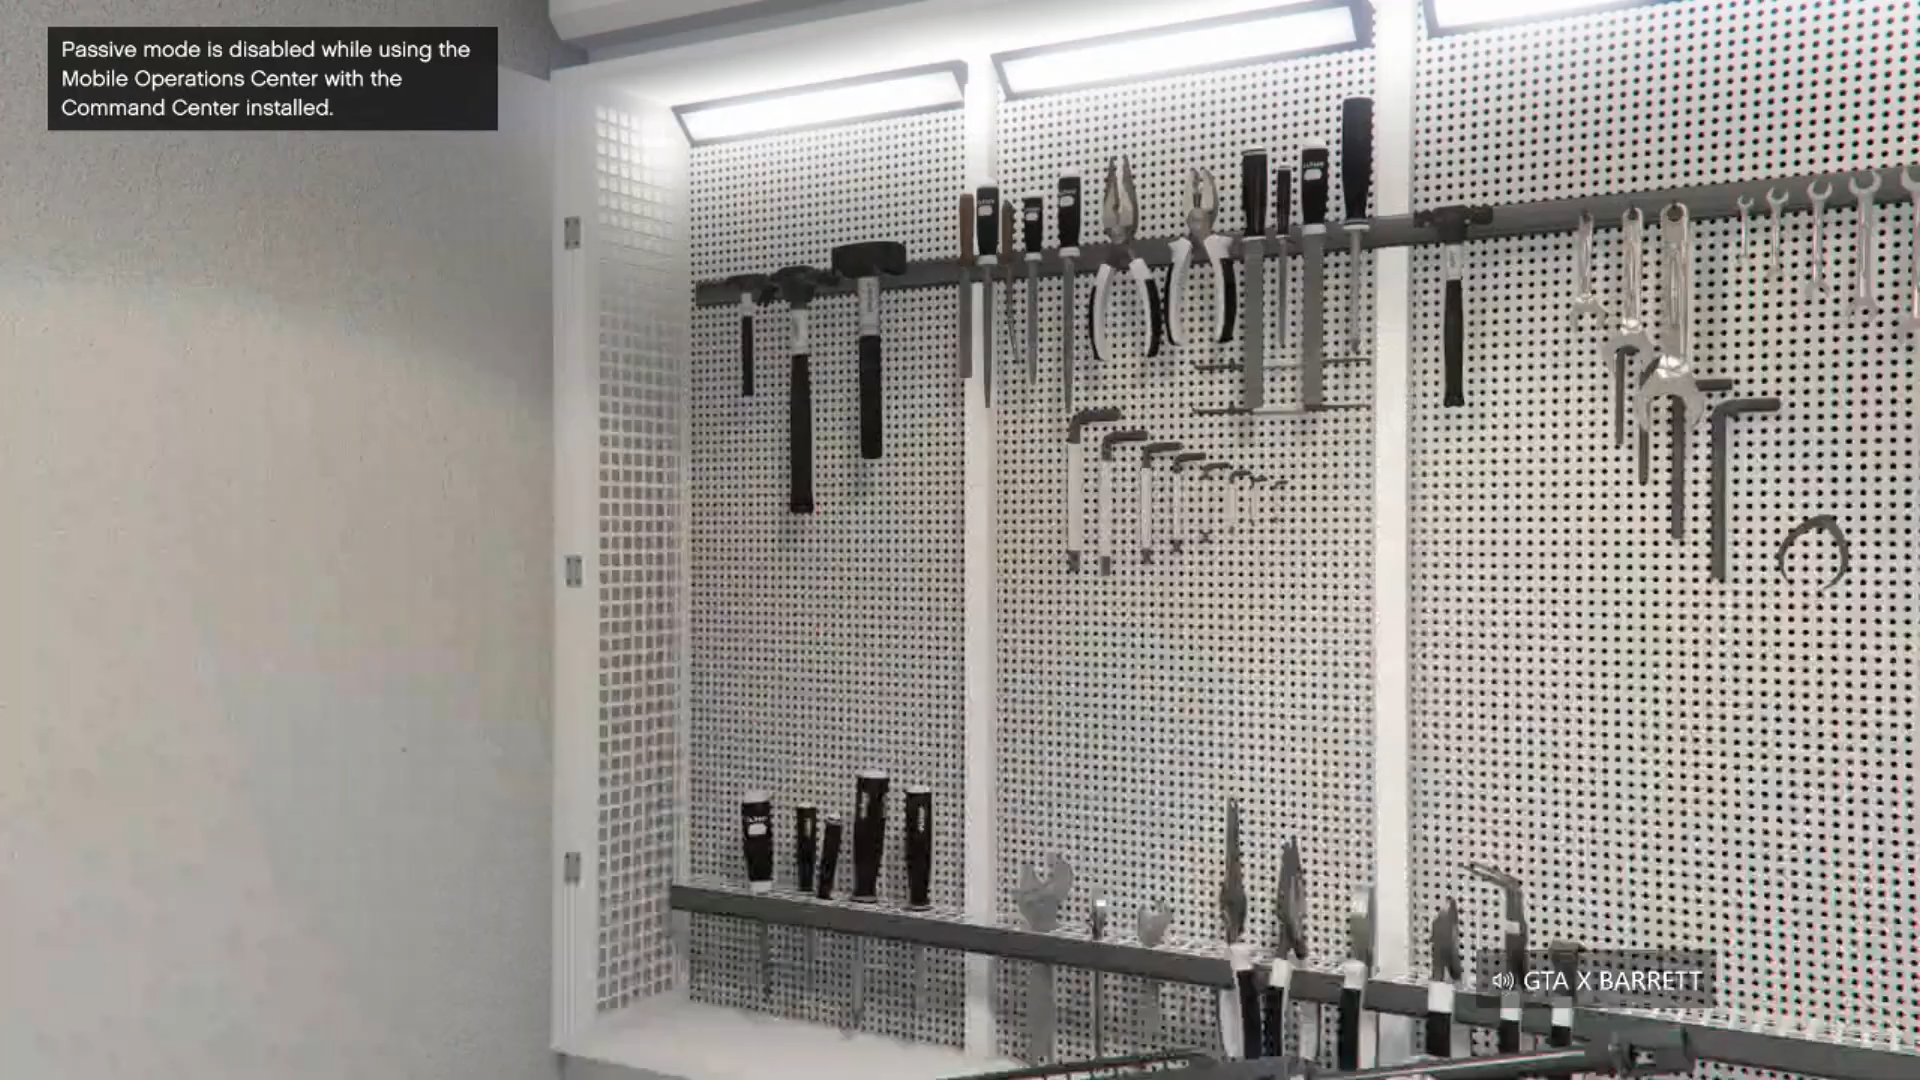 Passive mode is disabled while using the
Mobile Operations Center with the
Command Center installed.
GTA X BARRETT